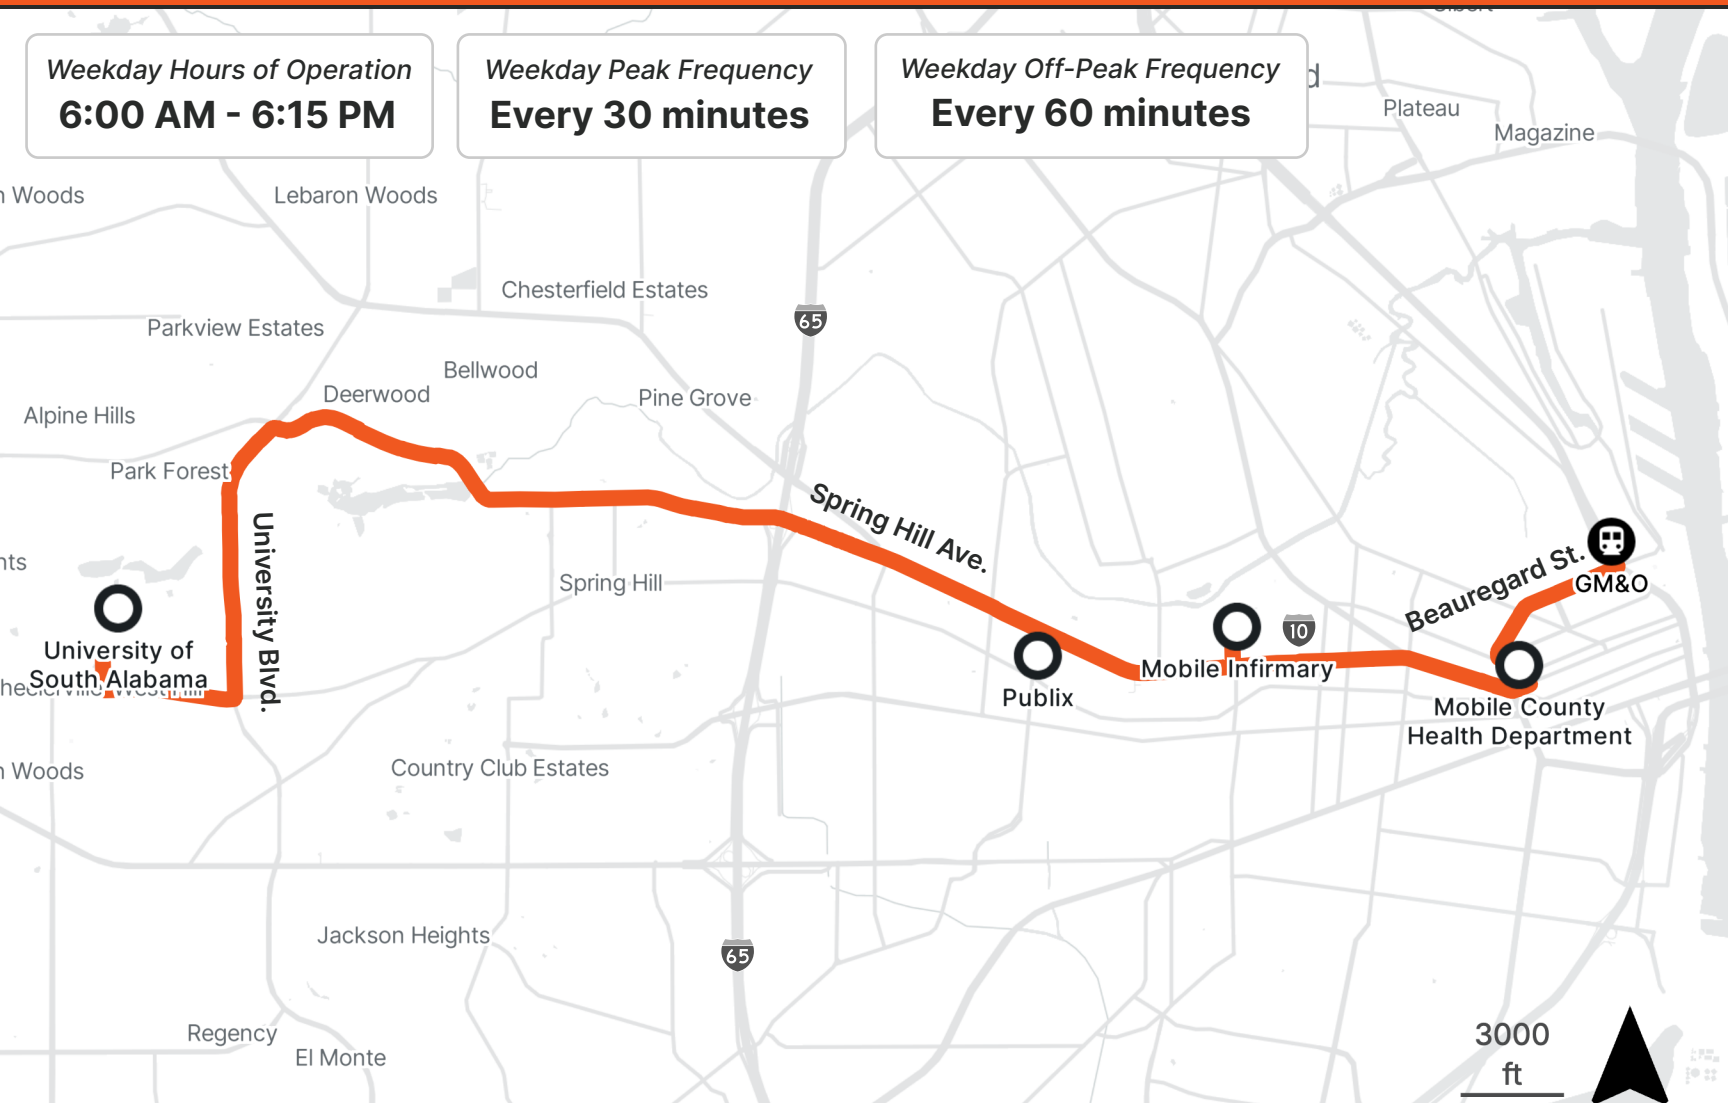 Weekday Hours of Operation
6:00 AM - 6:15 PM
Weekday Peak Frequency
Every 30 minutes
Weekday Off-Peak Frequency
Every 60 minutes
Plateau
Magazine
Woods
Lebaron Woods
Chesterfield Estates
65
Parkview Estates
Bellwood
Deerwood
Pine Grove
Alpine Hills
Park Forest
Spring Hill Ave.
University Blvd.
Beauregard St.
GM&O
Spring Hill
University of
South Alabama
10
Mobile Infirmary
Publix
Mobile County
Health Department
Woods
Country Club Estates
Jackson Heights
65
Regency
El Monte
3000
ft